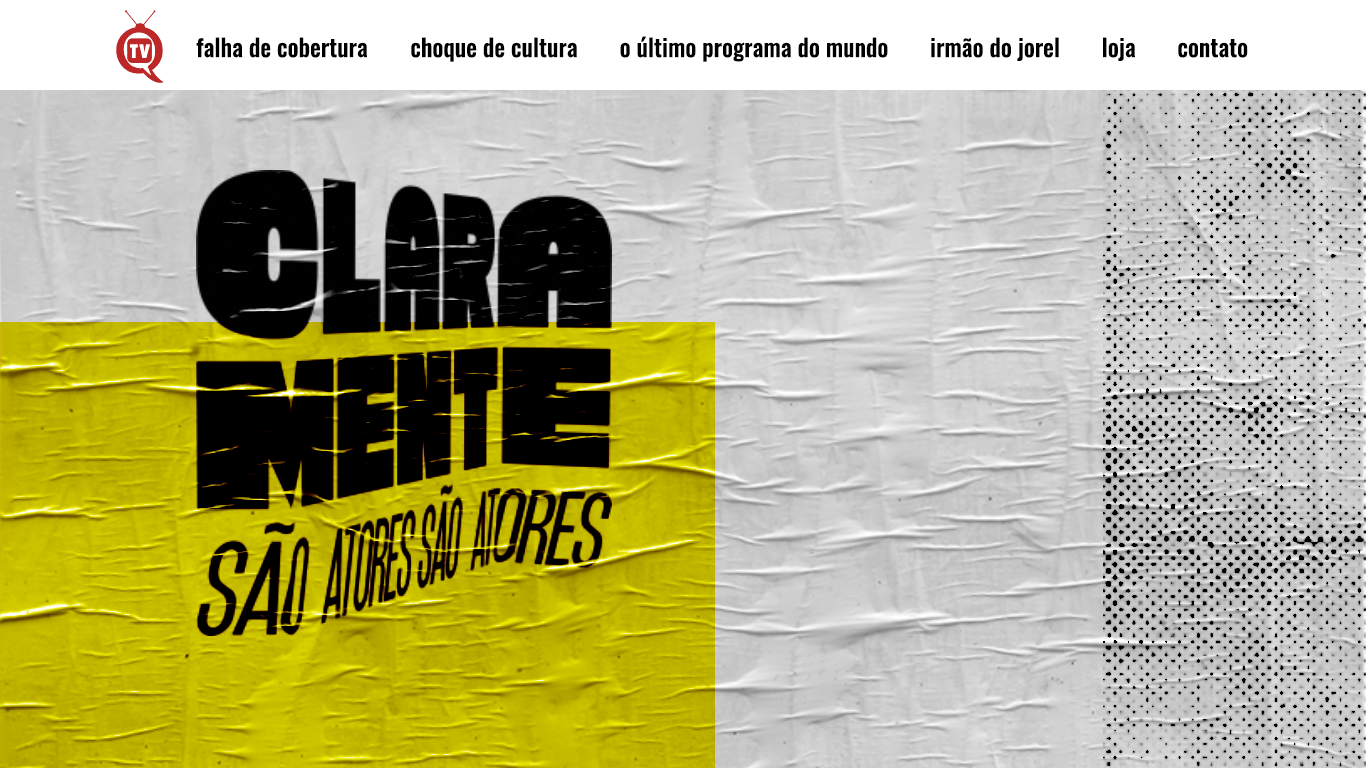 TV
falha de cobertura
choque de cultura
o último programa do mundo
irmão do jorel
loja
contato
CLARA
MENTE
SÃO ATORES SÃO ATORES